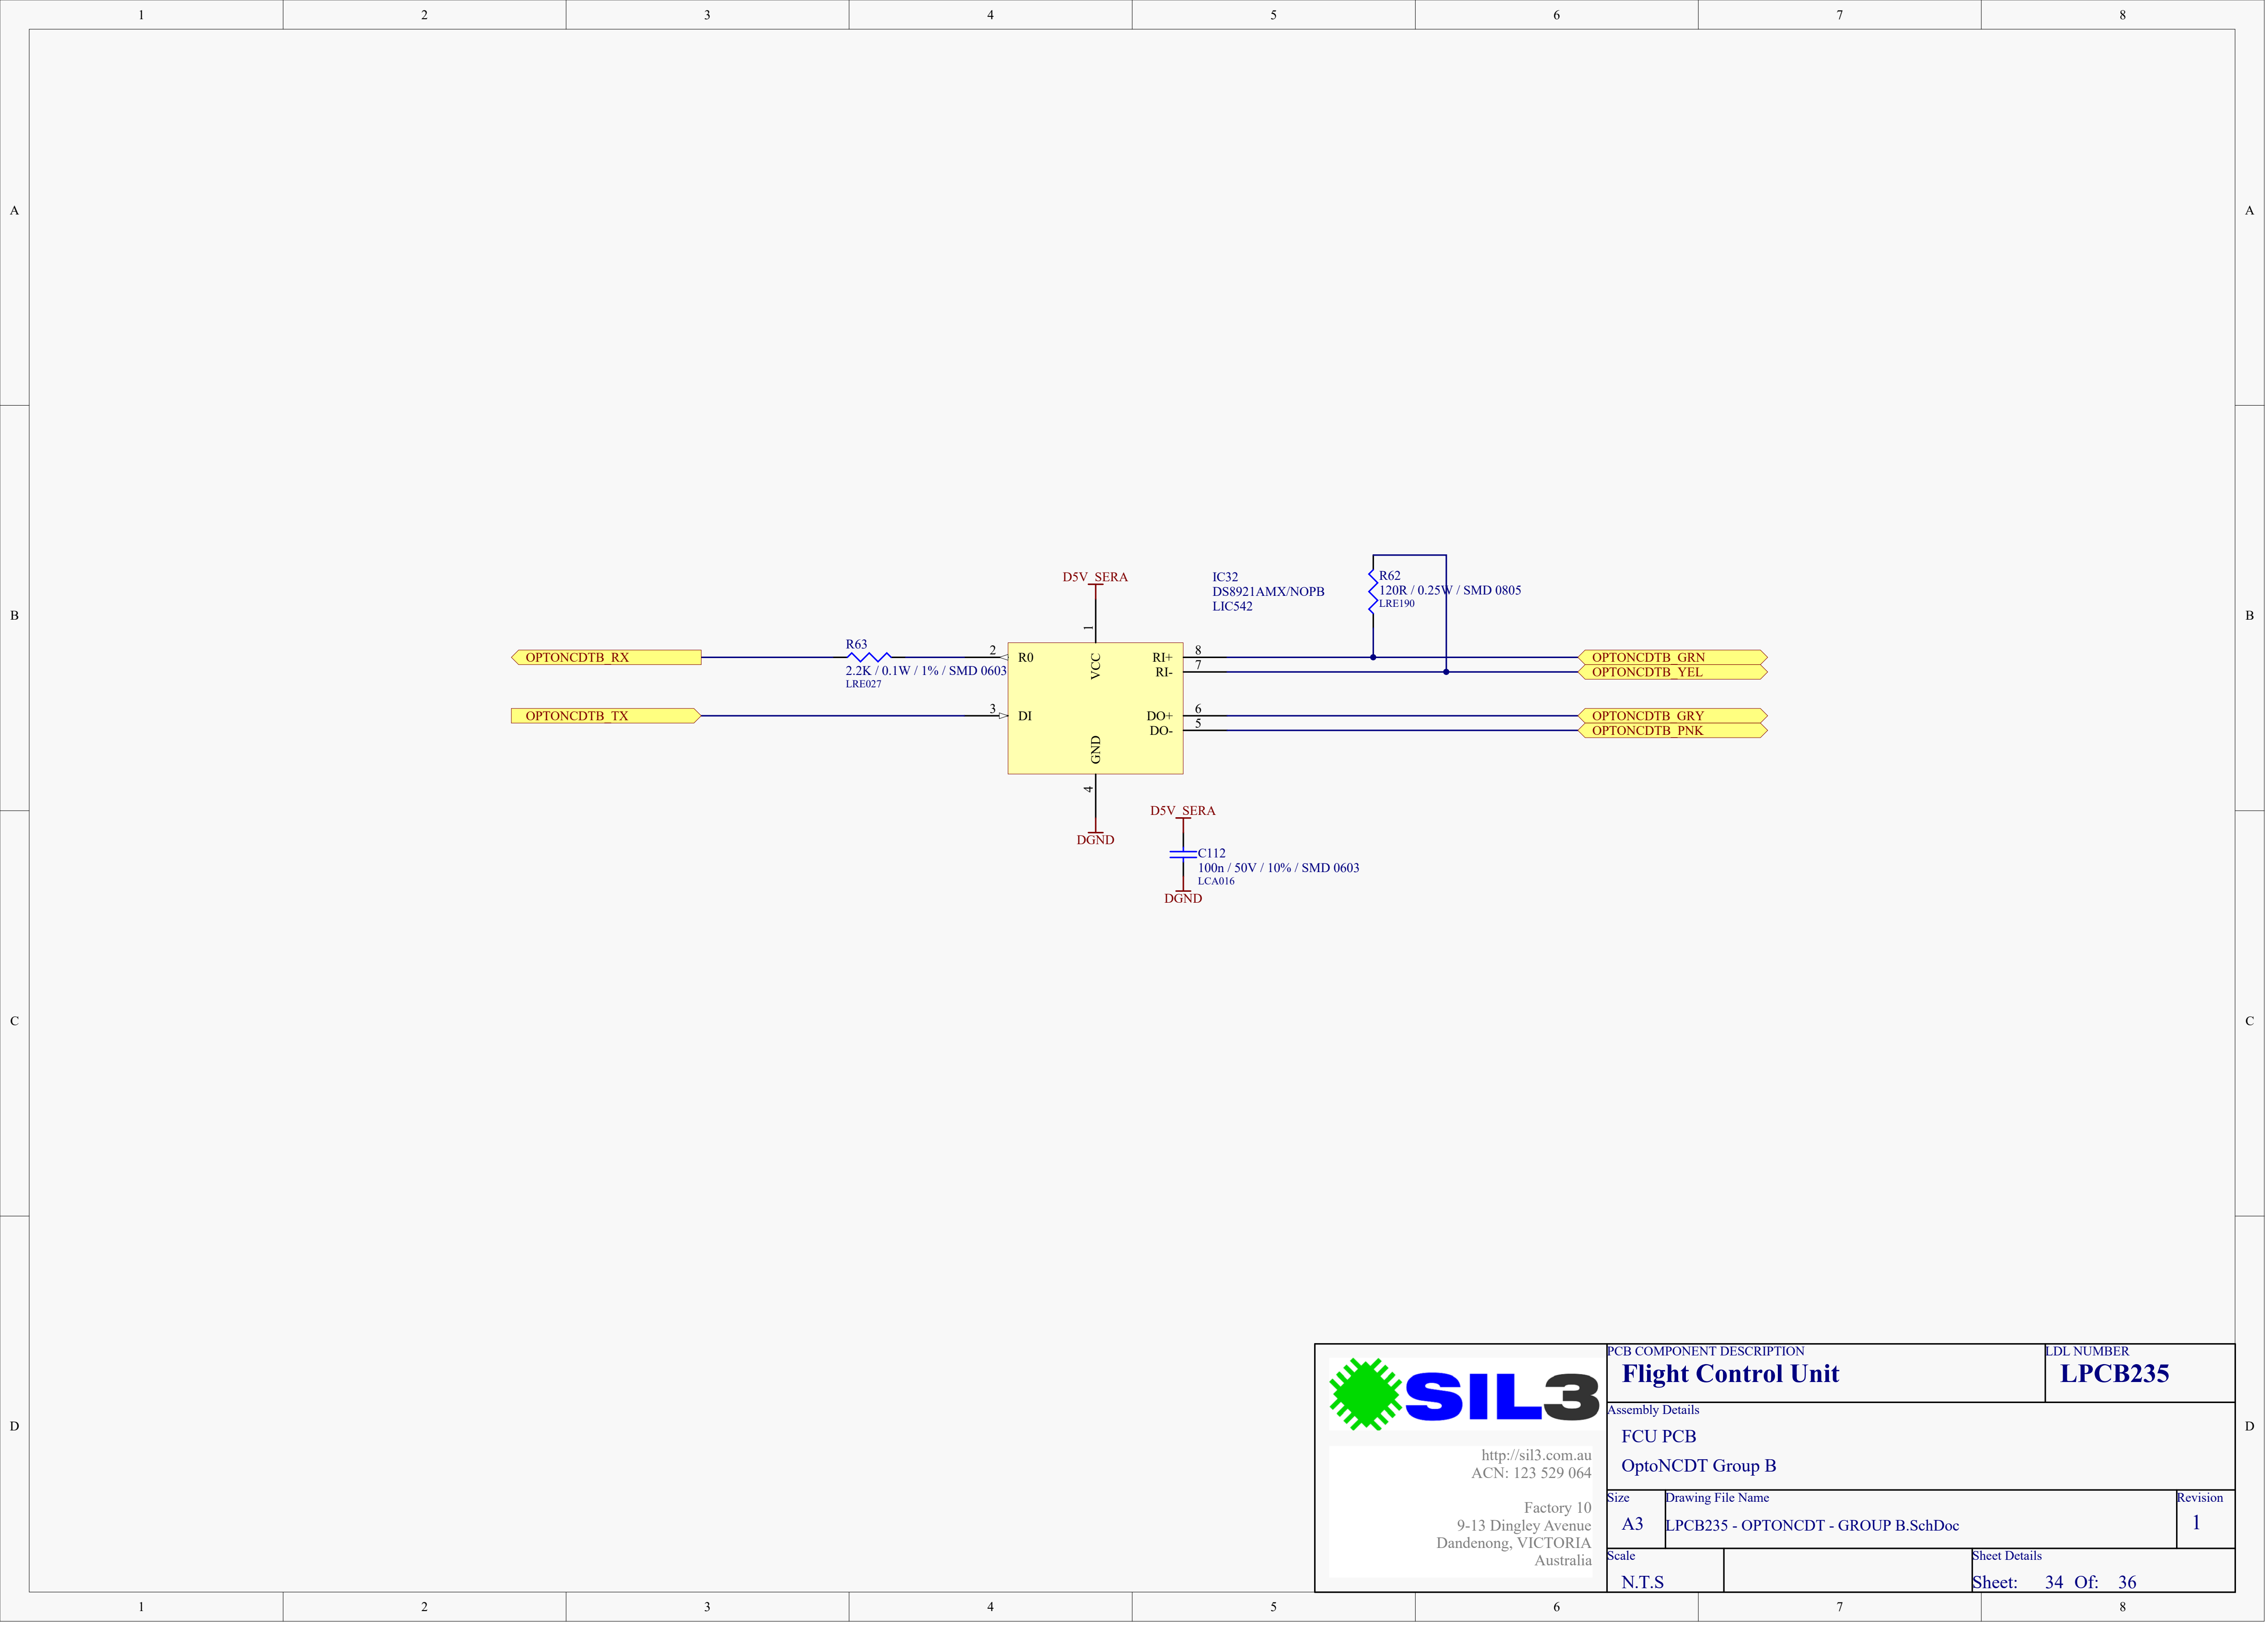 1 2 3 4 5 6 7 8
A A
B B
C C
D D
D5V_SERA
IC32
DS8921AMX/NOPB
LIC542
R62
120R / 0.25W / SMD 0805
LRE190
1
R63
2.2K / 0.1W / 1% / SMD 0603
LRE027
OPTONCDTB_RX
2
R0
VCC
RI+
8
OPTONCDTB_GRN
RI-
7
OPTONCDTB_YEL
OPTONCDTB_TX
3
DI
DO+
6
OPTONCDTB_GRY
DO-
5
OPTONCDTB_PNK
GND
4
DGND
D5V_SERA
C112
100n / 50V / 10% / SMD 0603
LCA016
DGND
SIL3
http://sil3.com.au
ACN: 123 529 064
Factory 10
9-13 Dingley Avenue
Dandenong, VICTORIA
Australia
PCB COMPONENT DESCRIPTION
Flight Control Unit
LDL NUMBER
LPCB235
Assembly Details
FCU PCB
OptoNCDT Group B
Size
A3
Drawing File Name
LPCB235 - OPTONCDT - GROUP B.SchDoc
Revision
1
Scale
N.T.S
Sheet Details
Sheet: 34 Of: 36
1 2 3 4 5 6 7 8